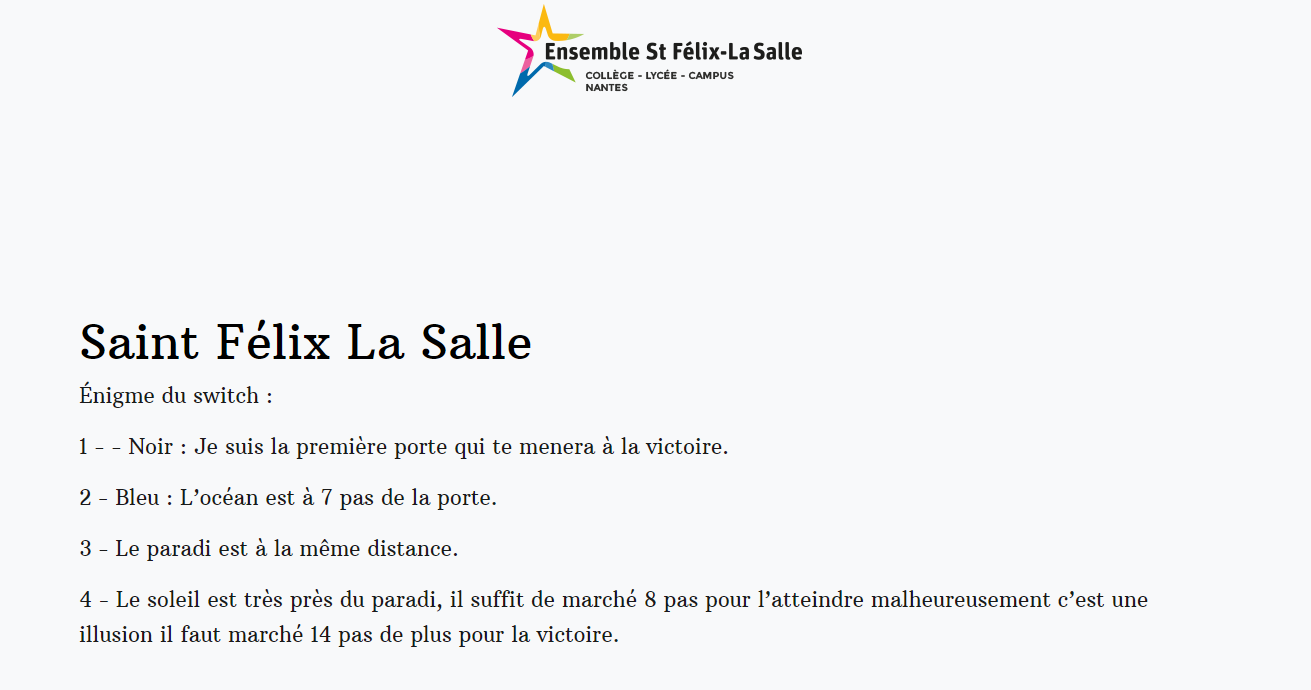 Ensemble St Félix-La Salle
COLLÈGE - LYCÉE - CAMPUS
NANTES
Saint Félix La Salle
Énigme du switch :
1 - - Noir : Je suis la première porte qui te menera à la victoire.
2 - Bleu : L’océan est à 7 pas de la porte.
3 - Le paradi est à la même distance.
4 - Le soleil est très près du paradi, il suffit de marché 8 pas pour l’atteindre malheureusement c’est une
illusion il faut marché 14 pas de plus pour la victoire.